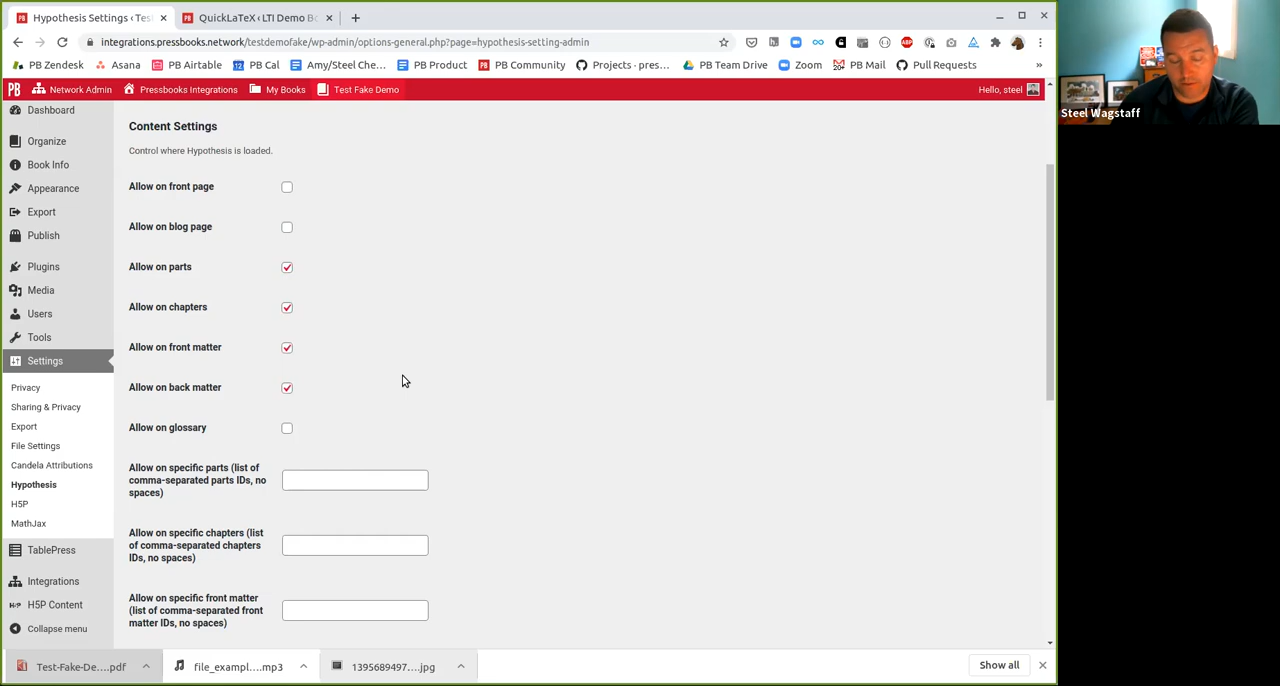 Hypothesis Settings ‹ Tes
QuickLaTeX ‹ LTI Demo Bo
integrations.pressbooks.network/testdemofake/wp-admin/options-general.php?page=hypothesis-setting-admin
PB Zendesk
Asana
PB Airtable
PB Cal
Amy/Steel Che…
PB Product
PB Community
Projects · pres…
PB Team Drive
Zoom
PB Mail
Pull Requests
»
PB
Network Admin
Pressbooks Integrations
My Books
Test Fake Demo
Hello, steel
Dashboard
Organize
Book Info
Appearance
Export
Publish
Plugins
Media
Users
Tools
Settings
Privacy
Sharing & Privacy
Export
File Settings
Candela Attributions
Hypothesis
H5P
MathJax
TablePress
Integrations
H5P Content
Collapse menu
Content Settings
Control where Hypothesis is loaded.
Allow on front page
Allow on blog page
Allow on parts
Allow on chapters
Allow on front matter
Allow on back matter
Allow on glossary
Allow on specific parts (list of
comma-separated parts IDs, no
spaces)
Allow on specific chapters (list
of comma-separated chapters
IDs, no spaces)
Allow on specific front matter
(list of comma-separated front
matter IDs, no spaces)
Test-Fake-De….pdf
file_exampl….mp3
1395689497….jpg
Show all
Steel Wagstaff